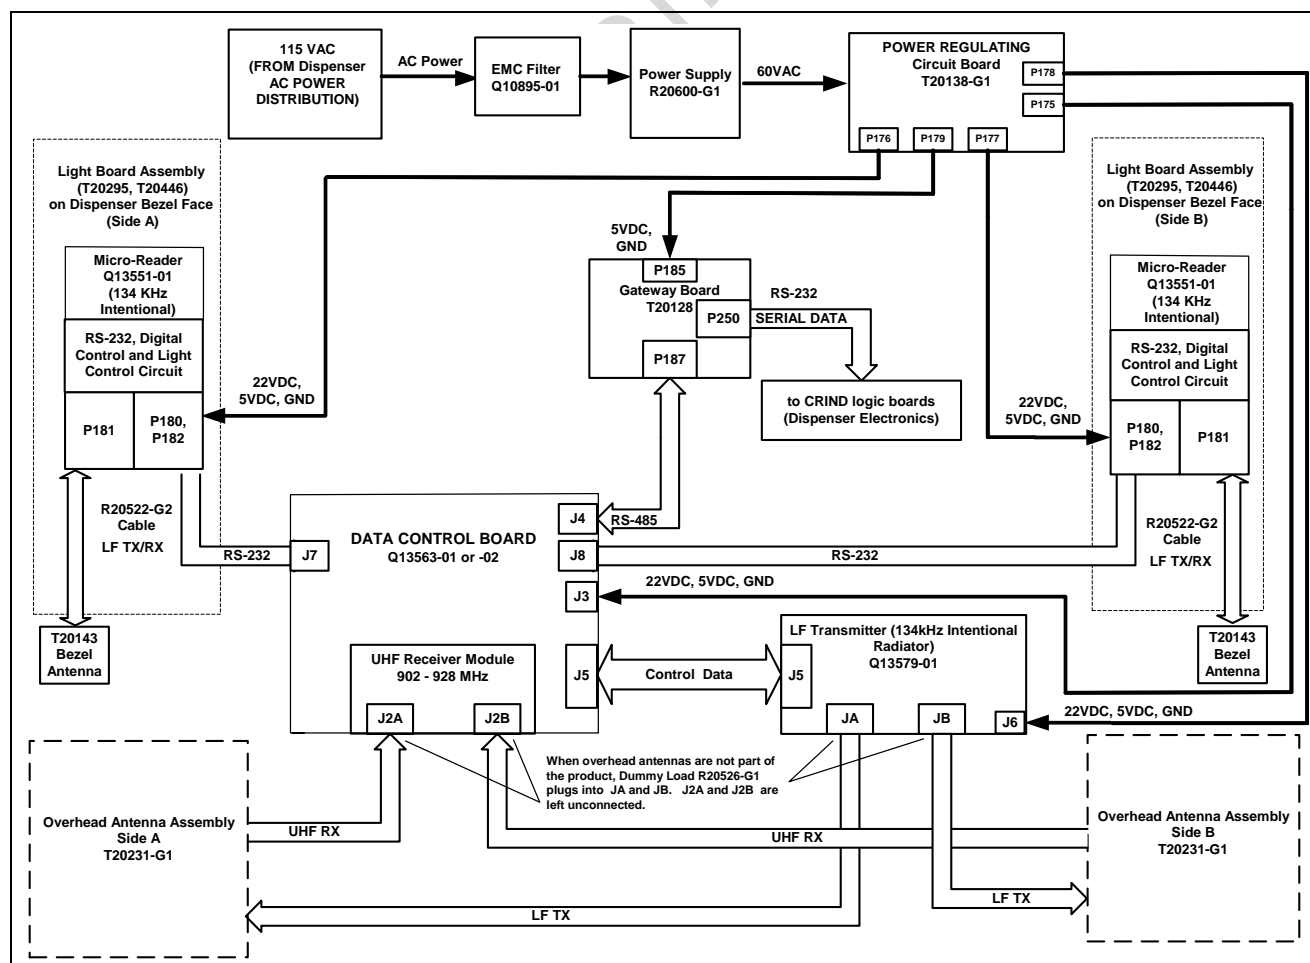 115 VAC
(FROM Dispenser
AC POWER
DISTRIBUTION)
AC Power
EMC Filter
Q10895-01
Power Supply
R20600-G1
60VAC
POWER REGULATING
Circuit Board
T20138-G1
P178
P175
P176
P179
P177
Light Board Assembly
(T20295, T20446)
on Dispenser Bezel Face
(Side A)
Micro-Reader
Q13551-01
(134 KHz
Intentional)
RS-232, Digital
Control and Light
Control Circuit
P181
P180,
P182
22VDC,
5VDC, GND
5VDC,
GND
P185
Gateway Board
T20128
P250
P187
RS-232
SERIAL DATA
to CRIND logic boards
(Dispenser Electronics)
Light Board Assembly
(T20295, T20446)
on Dispenser Bezel Face
(Side B)
Micro-Reader
Q13551-01
(134 KHz
Intentional)
RS-232, Digital
Control and Light
Control Circuit
22VDC,
5VDC, GND
P180,
P182
P181
R20522-G2
Cable
LF TX/RX
RS-232
T20143
Bezel
Antenna
J7
DATA CONTROL BOARD
Q13563-01 or -02
J4
RS-485
J8
RS-232
J3
22VDC, 5VDC, GND
R20522-G2
Cable
LF TX/RX
T20143
Bezel
Antenna
UHF Receiver Module
902 - 928 MHz
J2A
J2B
J5
Control Data
J5
LF Transmitter (134kHz Intentional
Radiator)
Q13579-01
JA
JB
J6
22VDC, 5VDC, GND
When overhead antennas are not part of
the product, Dummy Load R20526-G1
plugs into JA and JB. J2A and J2B are
left unconnected.
Overhead Antenna Assembly
Side A
T20231-G1
UHF RX
UHF RX
Overhead Antenna Assembly
Side B
T20231-G1
LF TX
LF TX